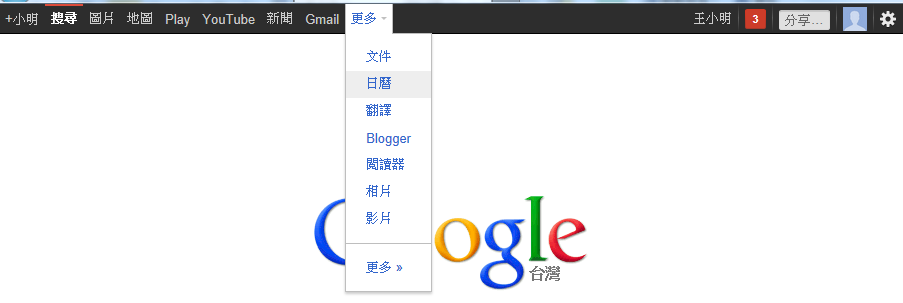 +小明 搜尋 圖片 地圖 Play YouTube 新聞 Gmail 更多 王小明 3 分享...
文件
日曆
翻譯
Blogger
閱讀器
相片
影片
Google
台灣
更多 »